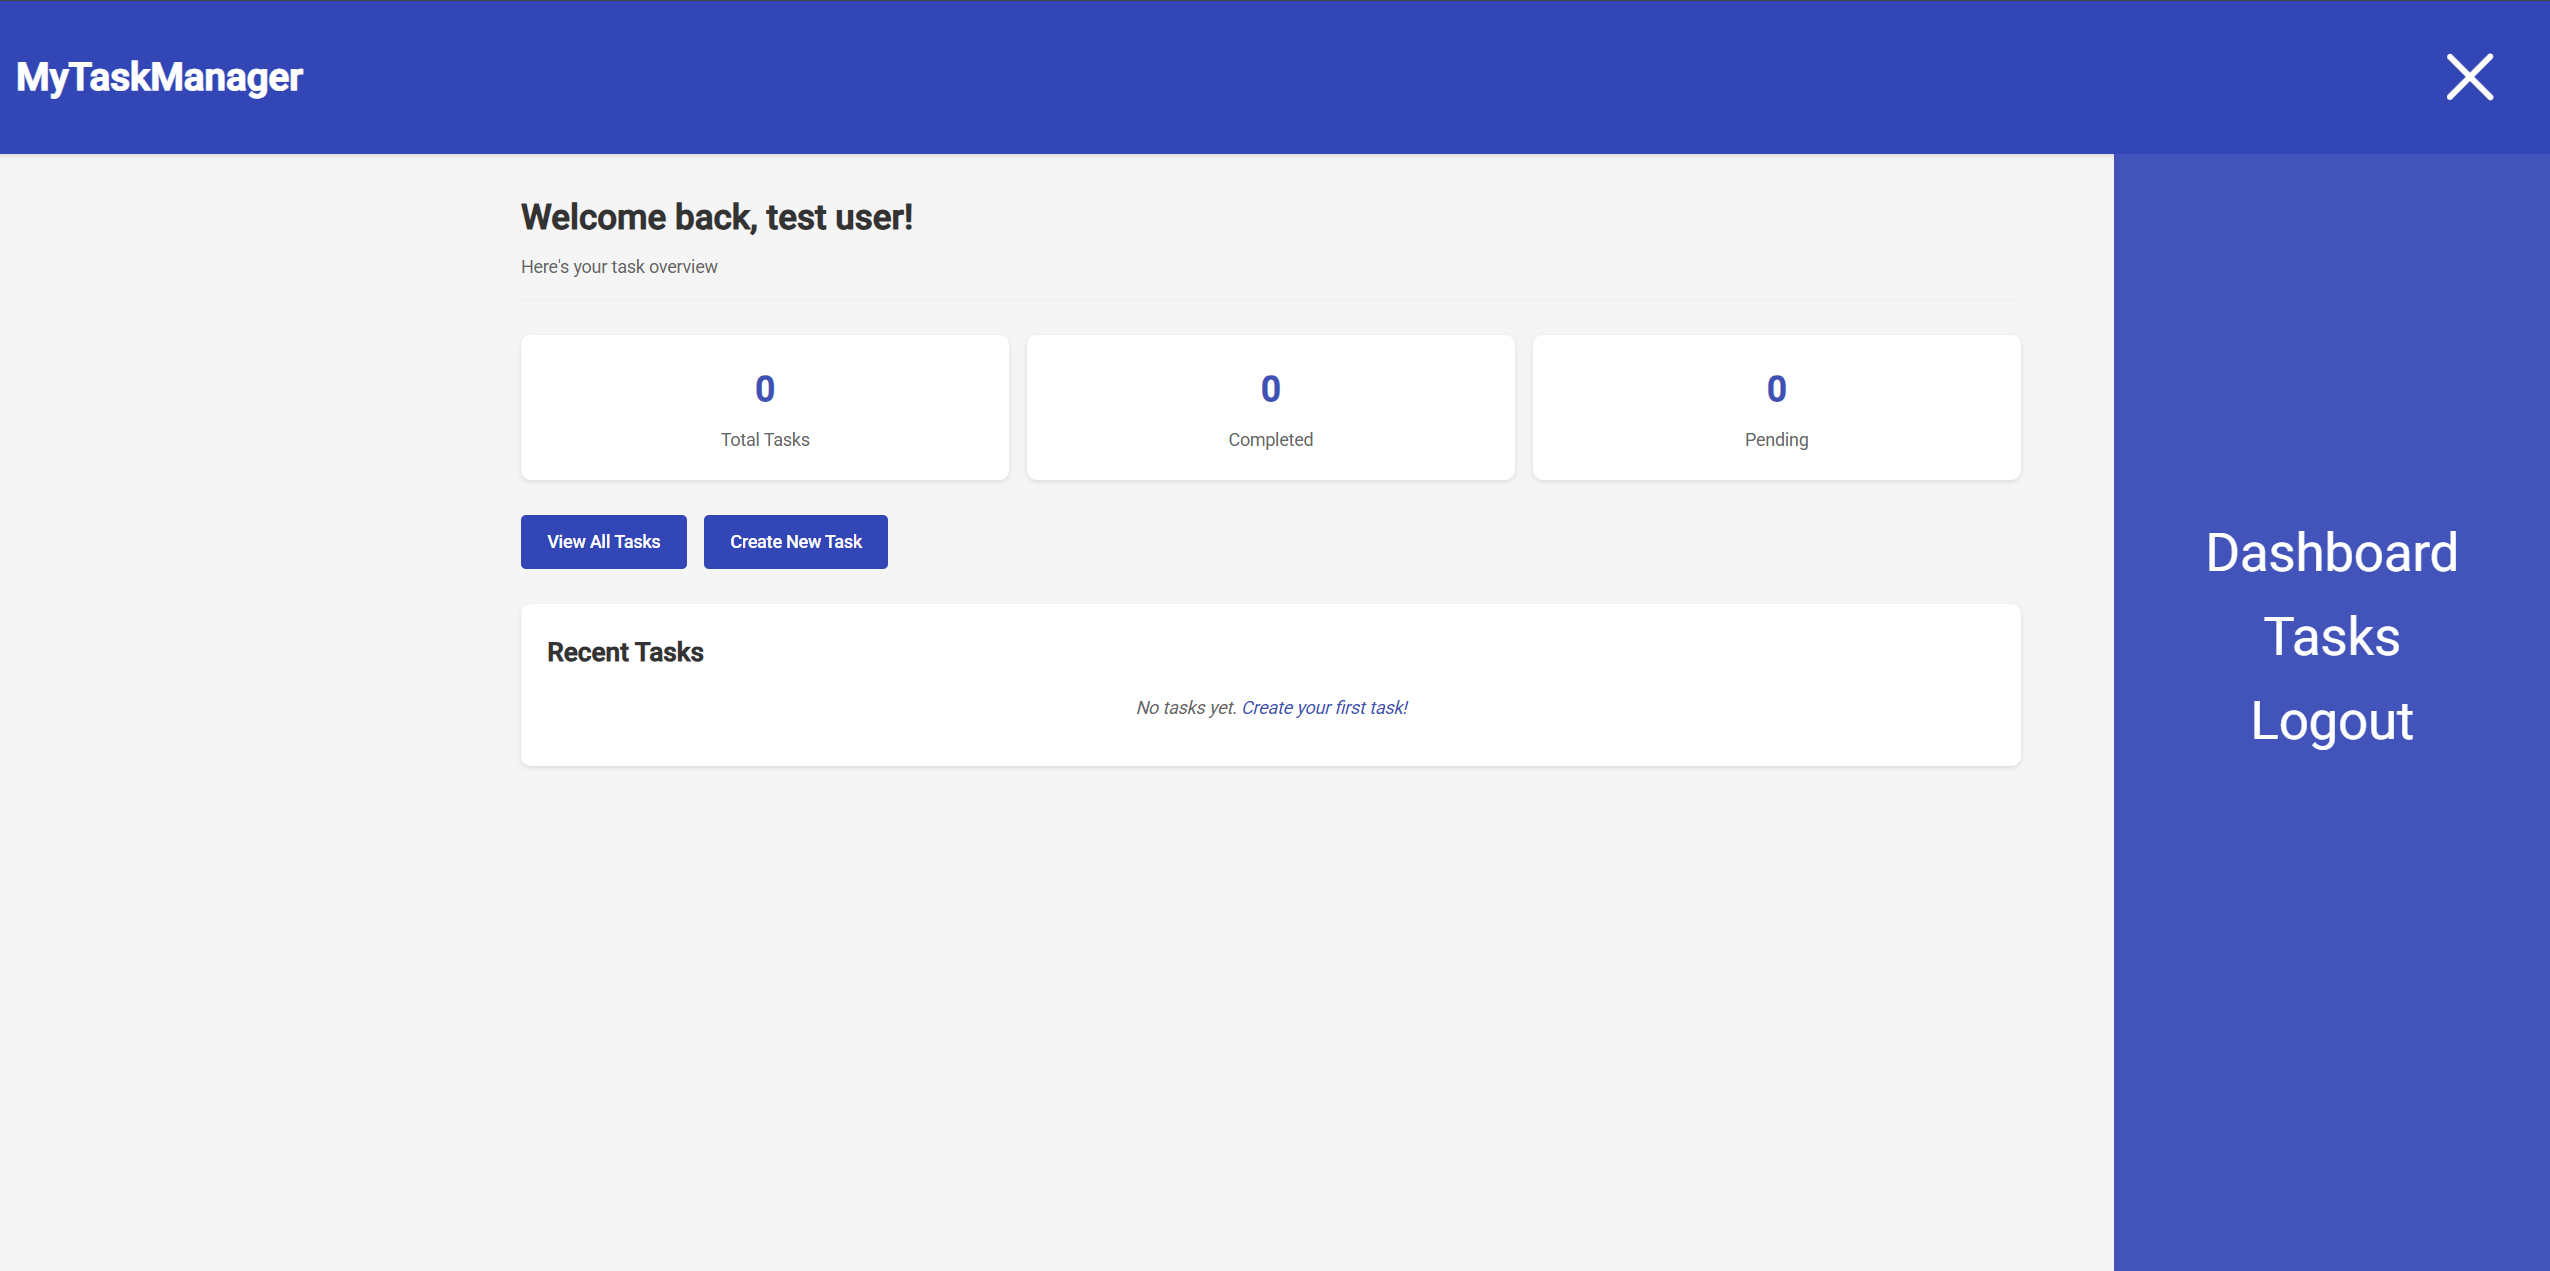 MyTaskManager
Welcome back, test user!
Here's your task overview
0
Total Tasks
0
Completed
0
Pending
View All Tasks
Create New Task
Recent Tasks
No tasks yet. Create your first task!
Dashboard
Tasks
Logout